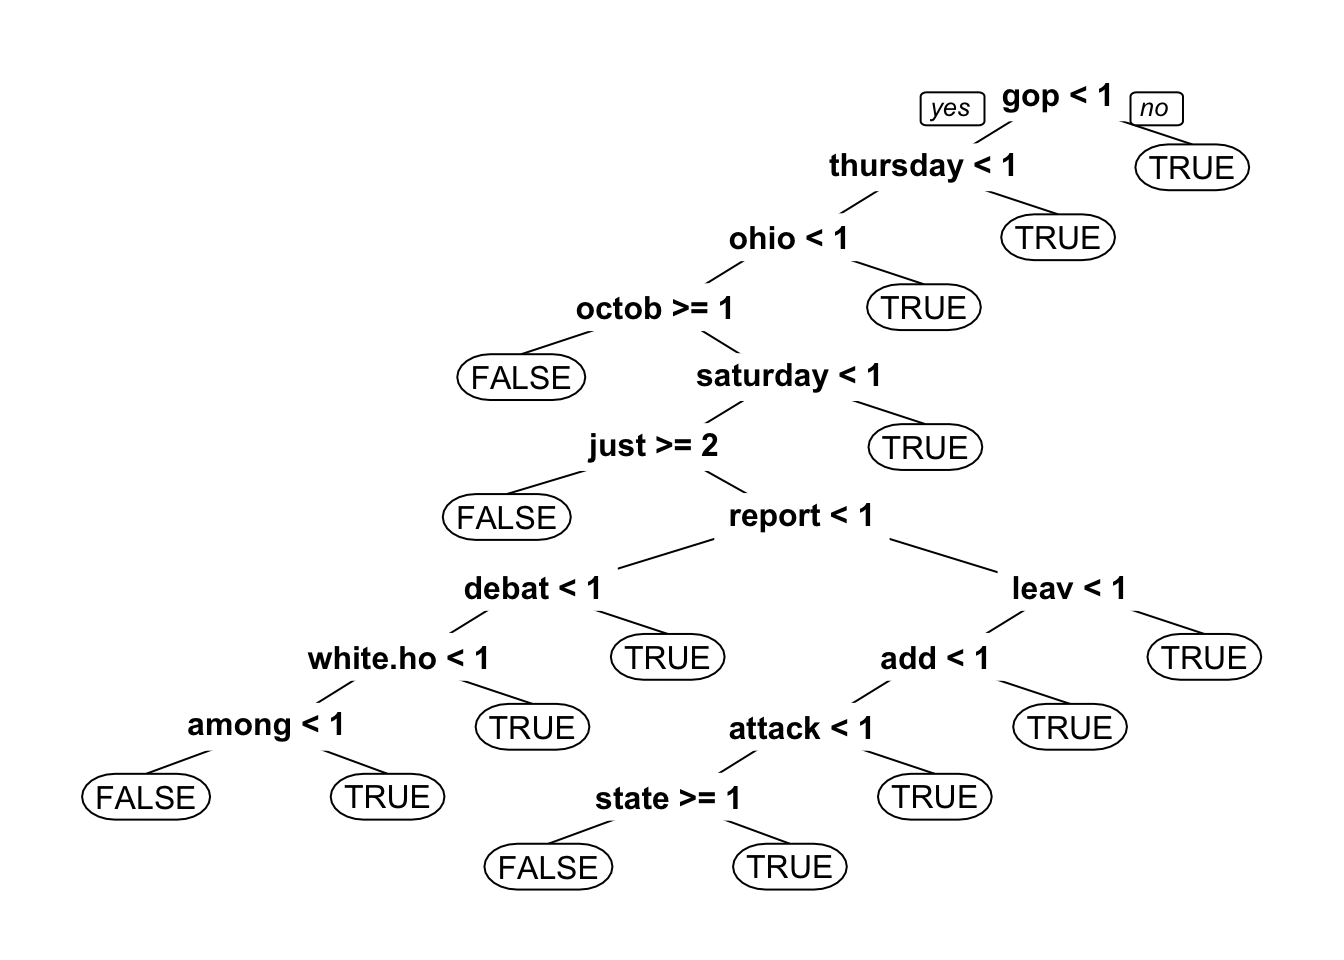 yes gop < 1 no
thursday < 1 TRUE
ohio < 1 TRUE
octob >= 1 TRUE
FALSE saturday < 1
just >= 2 TRUE
FALSE report < 1
debat < 1 leav < 1
white.ho < 1 TRUE add < 1 TRUE
among < 1 TRUE attack < 1 TRUE
FALSE TRUE state >= 1 TRUE
FALSE TRUE